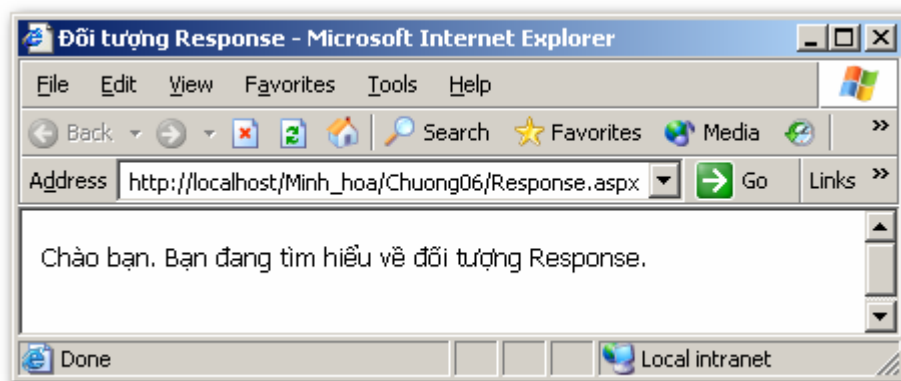 Đối tượng Response - Microsoft Internet Explorer
File Edit View Favorites Tools Help
Back Search Favorites Media »
Address http://localhost/Minh_hoa/Chuong06/Response.aspx Go Links »
Chào bạn. Bạn đang tìm hiểu về đối tượng Response.
Done Local intranet